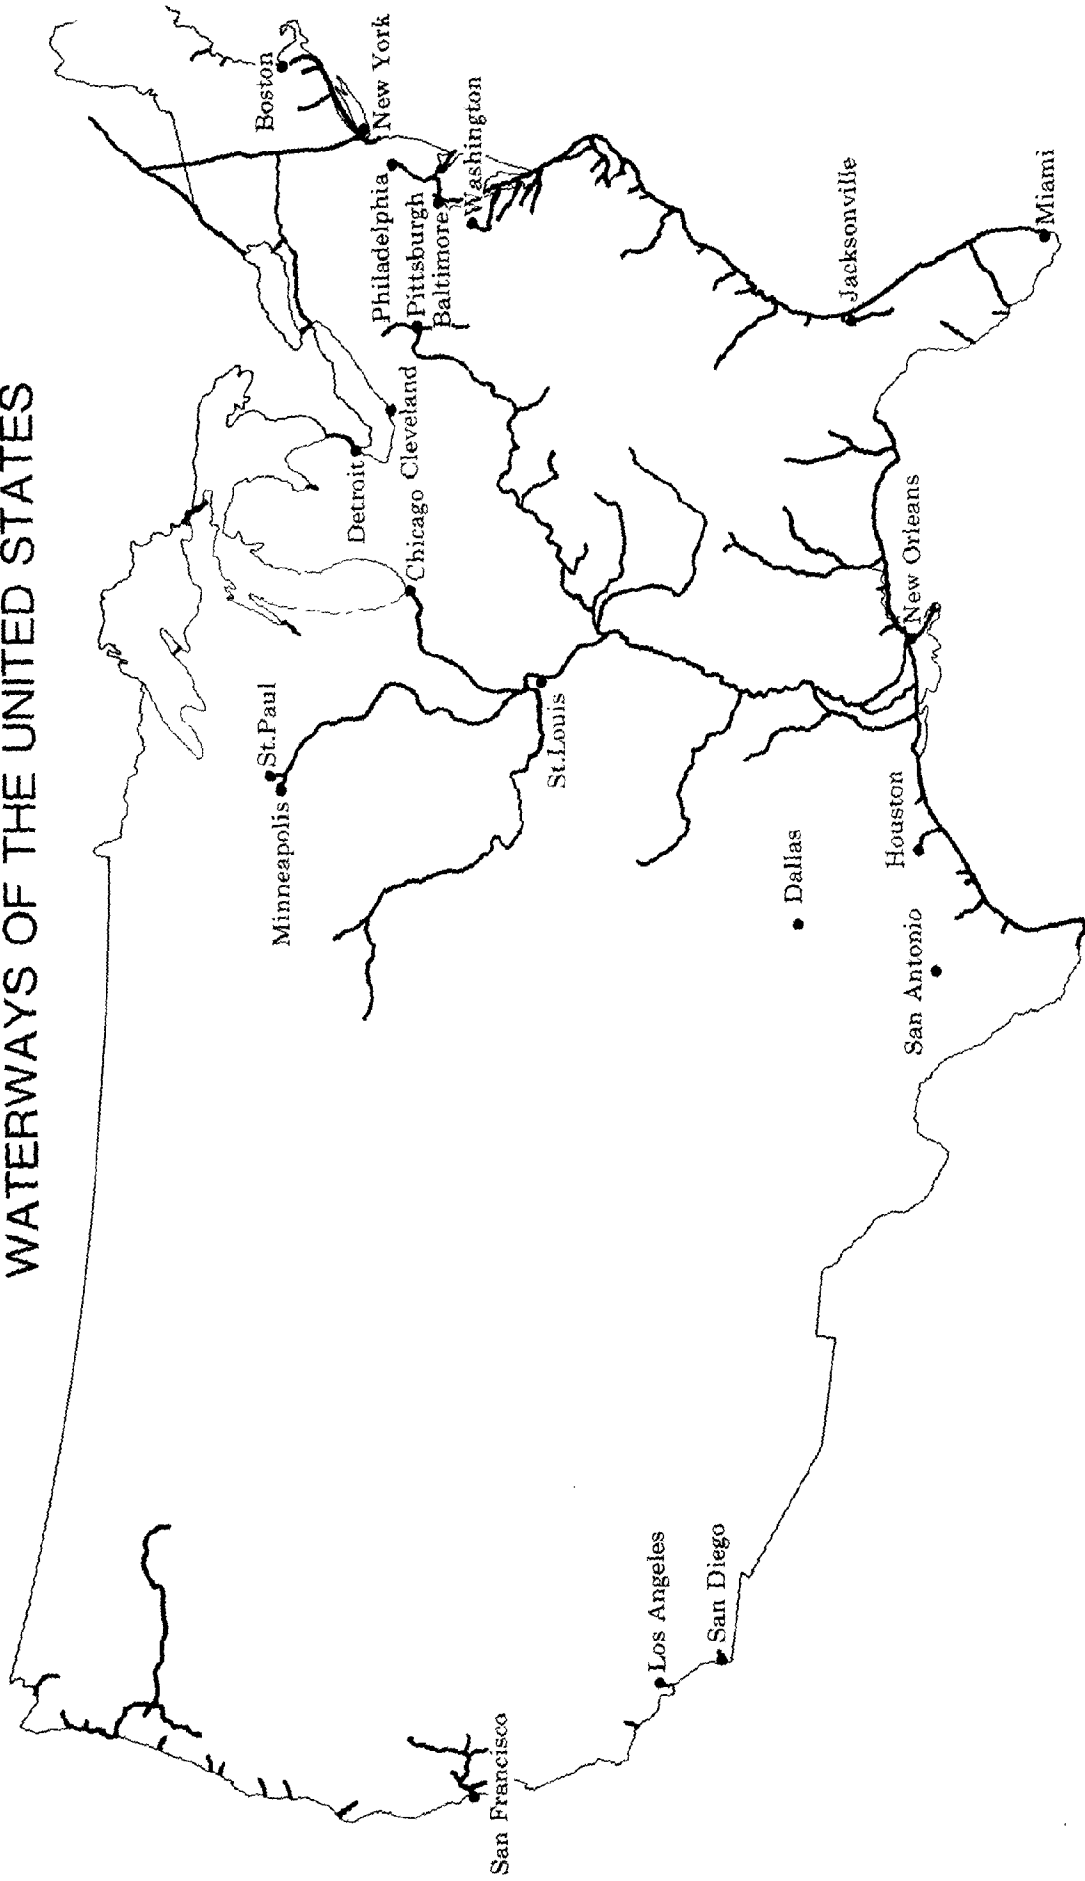 WATERWAYS OF THE UNITED STATES
Boston
New York
Philadelphia
Pittsburgh
Baltimore
Washington
Detroit
Cleveland
Chicago
St.Paul
Minneapolis
St.Louis
Jacksonville
Miami
New Orleans
Houston
Dallas
San Antonio
Los Angeles
San Diego
San Francisco